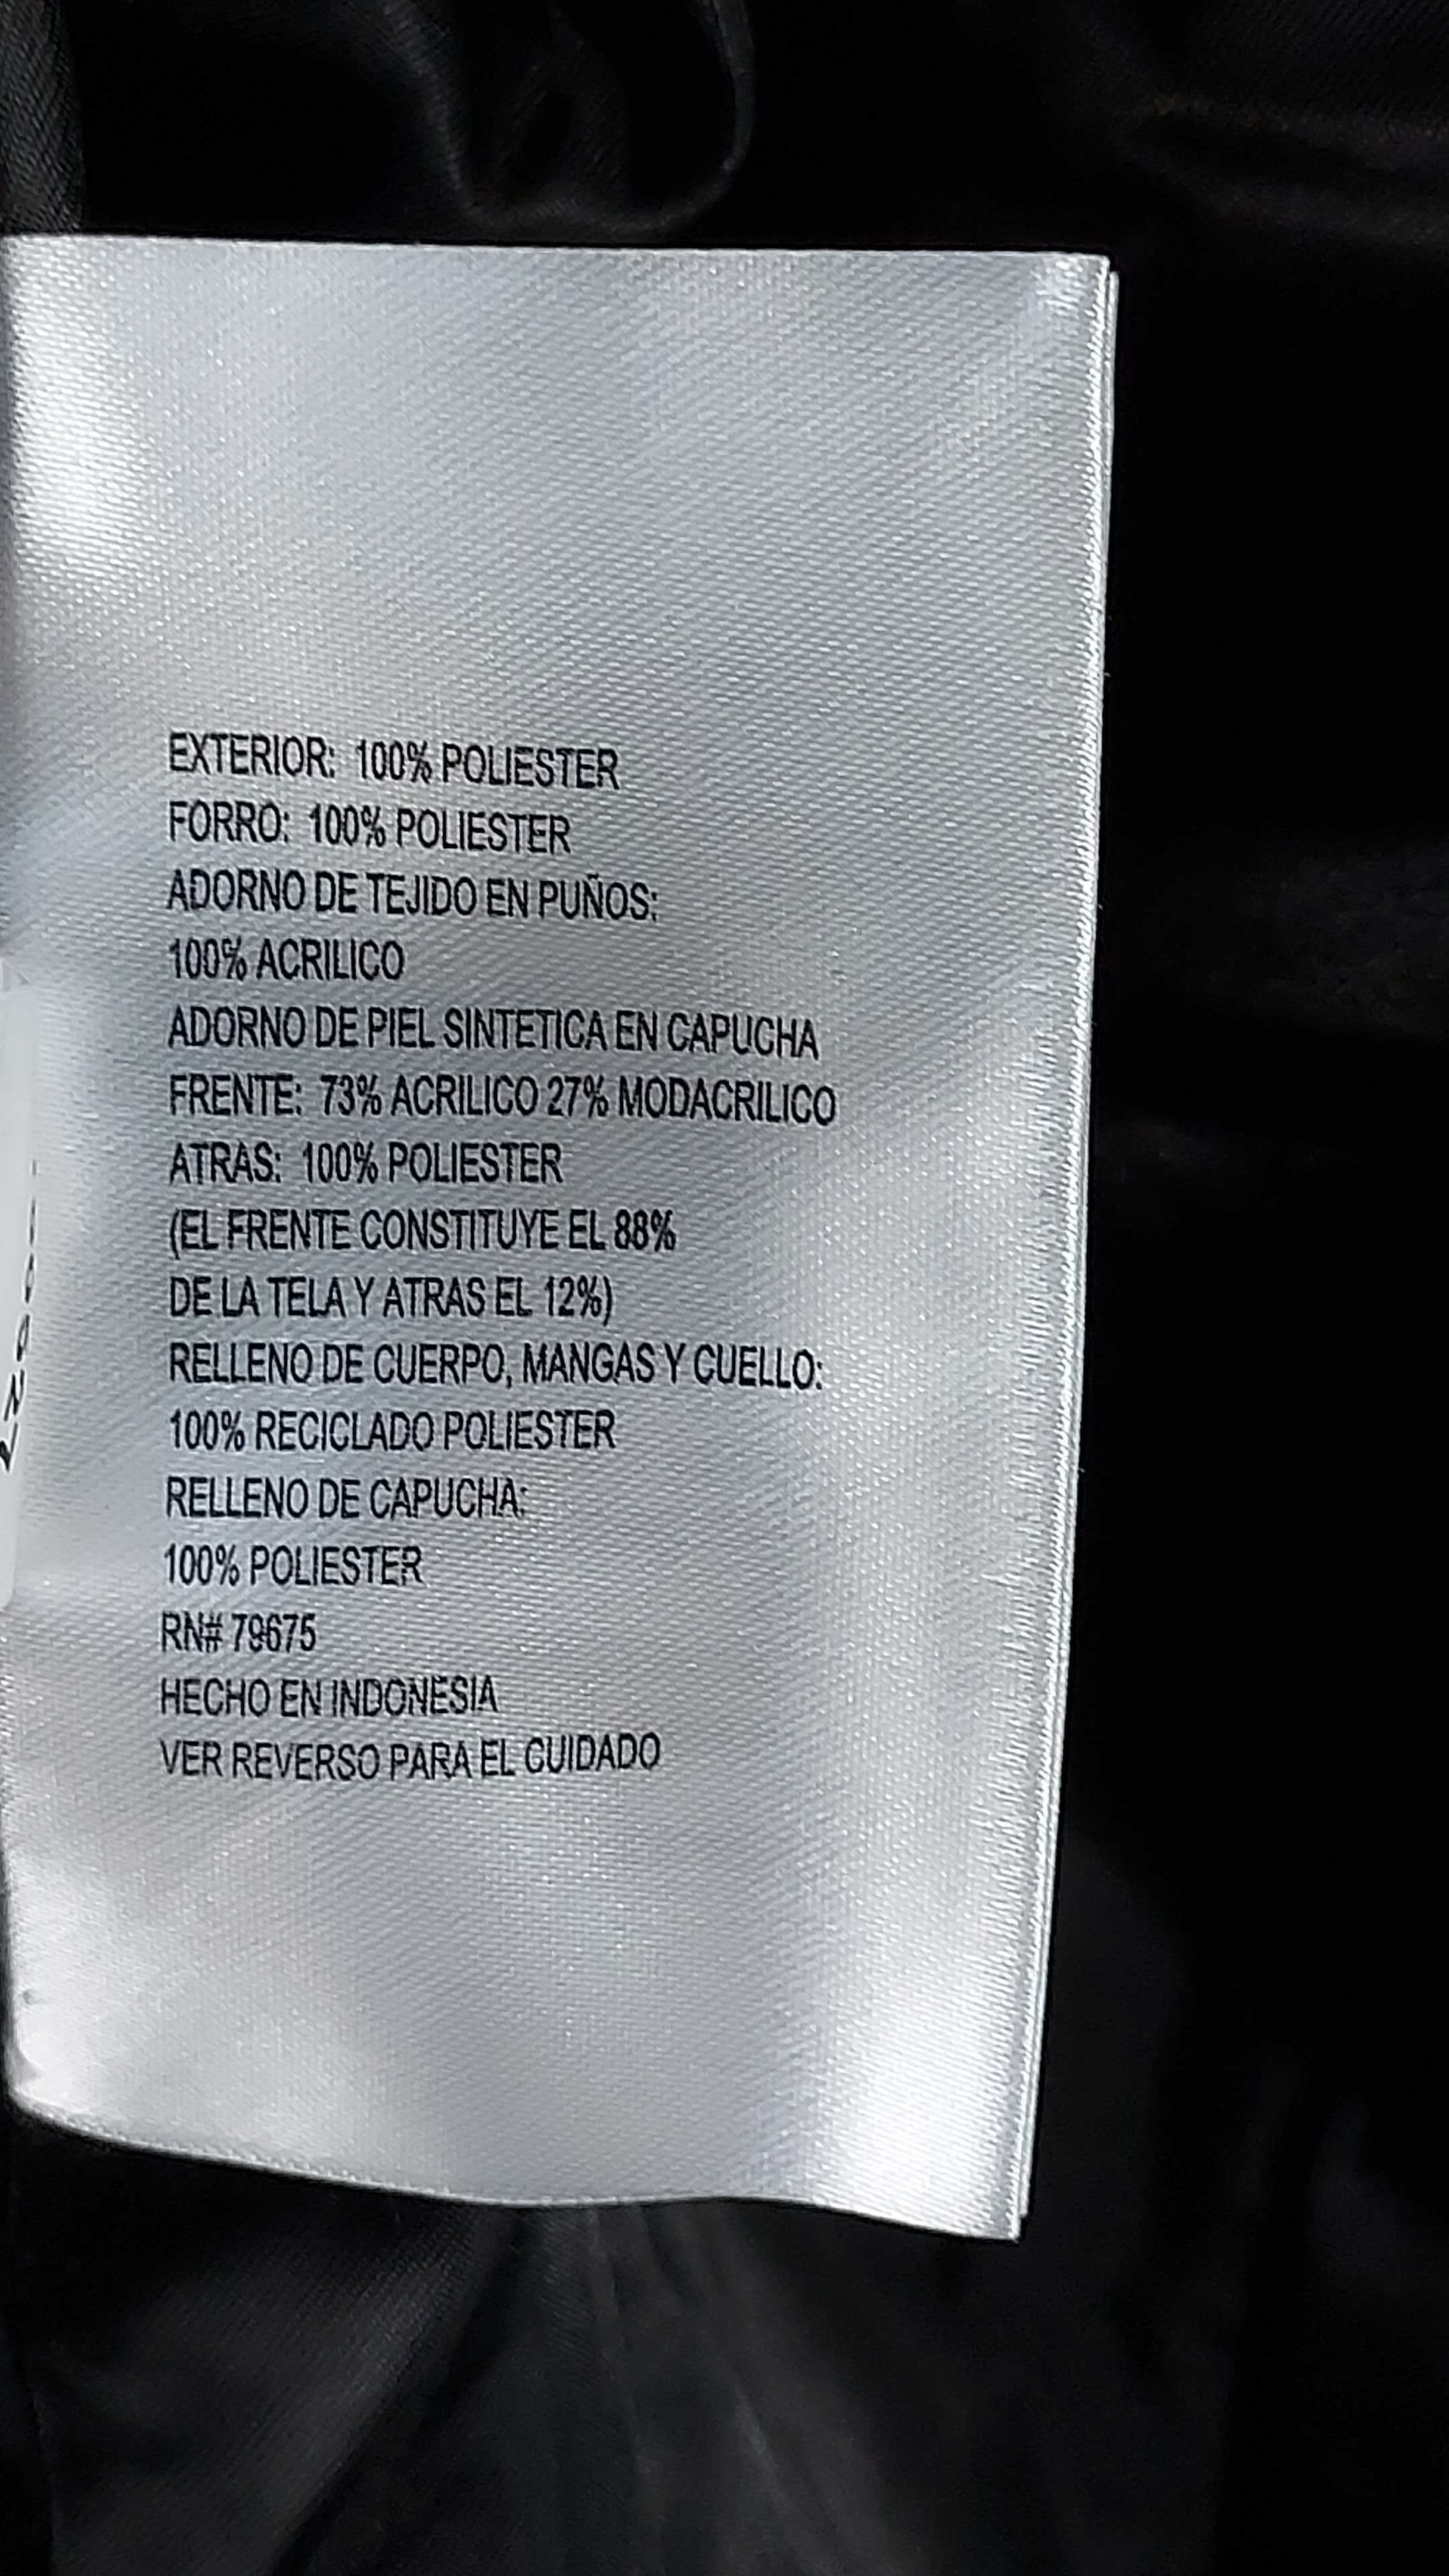 EXTERIOR: 100% POLIESTER
FORRO: 100% POLIESTER
ADORNO DE TEJIDO EN PUÑOS:
100% ACRILICO
ADORNO DE PIEL SINTETICA EN CAPUCHA
FRENTE: 73% ACRILICO 27% MODACRILICO
ATRAS: 100% POLIESTER
(EL FRENTE CONSTITUYE EL 88%
DE LA TELA Y ATRAS EL 12%)
RELLENO DE CUERPO, MANGAS Y CUELLO:
100% RECICLADO POLIESTER
RELLENO DE CAPUCHA:
100% POLIESTER
RN# 79675
HECHO EN INDONESIA
VER REVERSO PARA EL CUIDADO